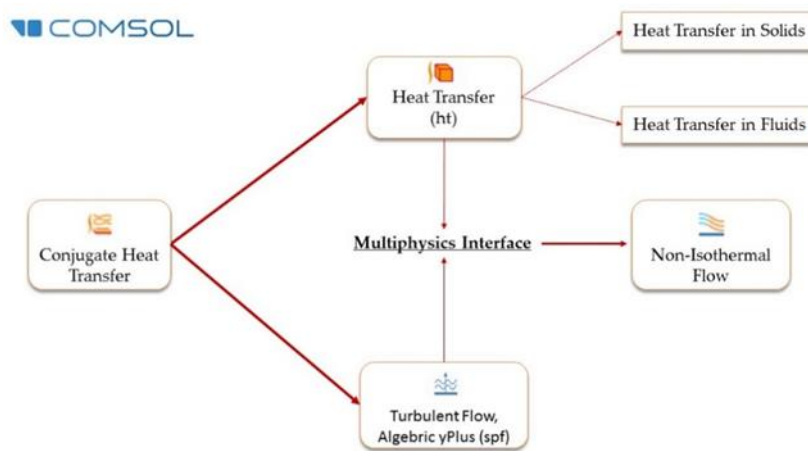 COMSOL
Heat Transfer in Solids
Heat Transfer
(ht)
Heat Transfer in Fluids
Conjugate Heat
Transfer
Multiphysics Interface
Non-Isothermal
Flow
Turbulent Flow,
Algebric yPlus (spf)